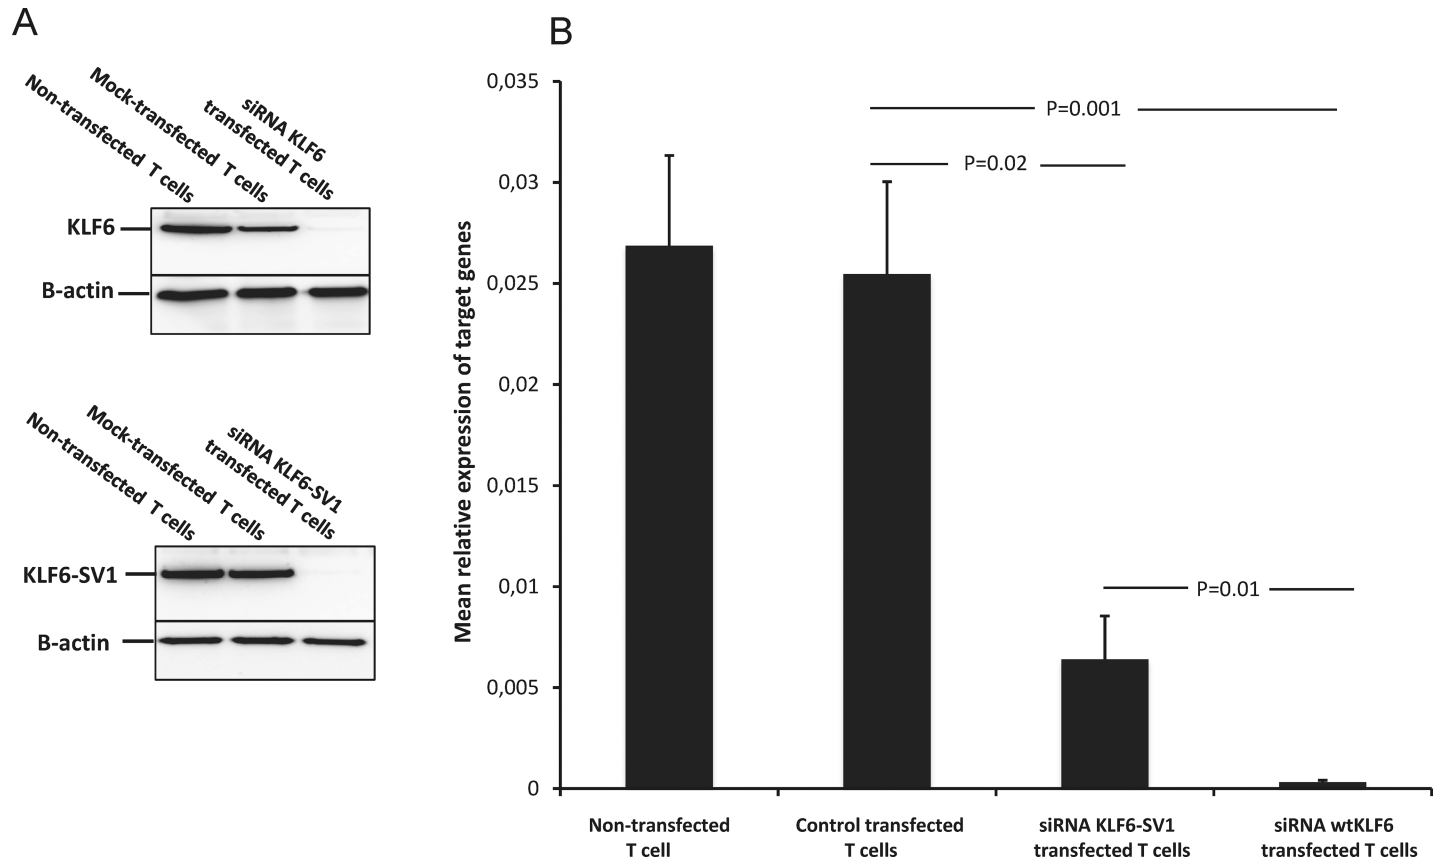 A
Non-transfected T cells
Mock-transfected T cells
siRNA KLF6
transfected T cells
KLF6
B-actin
Non-transfected T cells
Mock-transfected T cells
siRNA KLF6-SV1
transfected T cells
KLF6-SV1
B-actin
B
Mean relative expression of target genes
0,035
0,03
0,025
0,02
0,015
0,01
0,005
0
P=0.001
P=0.02
P=0.01
Non-transfected
T cell
Control transfected
T cells
siRNA KLF6-SV1
transfected T cells
siRNA wtKLF6
transfected T cells